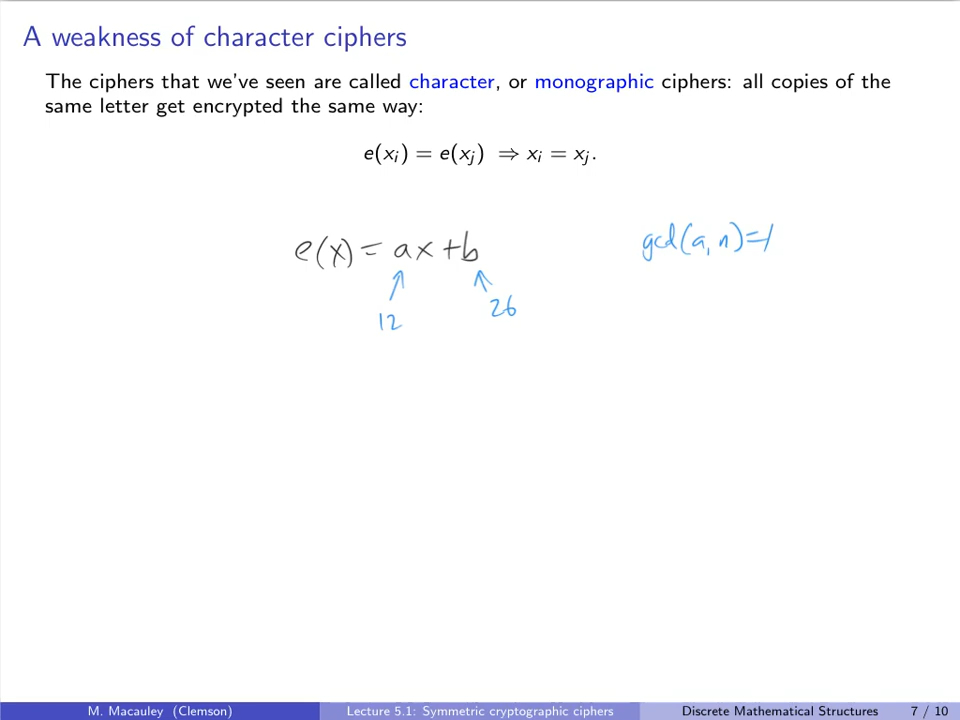 A weakness of character ciphers
The ciphers that we've seen are called character, or monographic ciphers: all copies of the
same letter get encrypted the same way:
e(xᵢ) = e(xⱼ) ⇒ xᵢ = xⱼ.
e(x) = ax + b
gcd(a, n) = 1
12
26
M. Macauley (Clemson)
Lecture 5.1: Symmetric cryptographic ciphers
Discrete Mathematical Structures
7 / 10